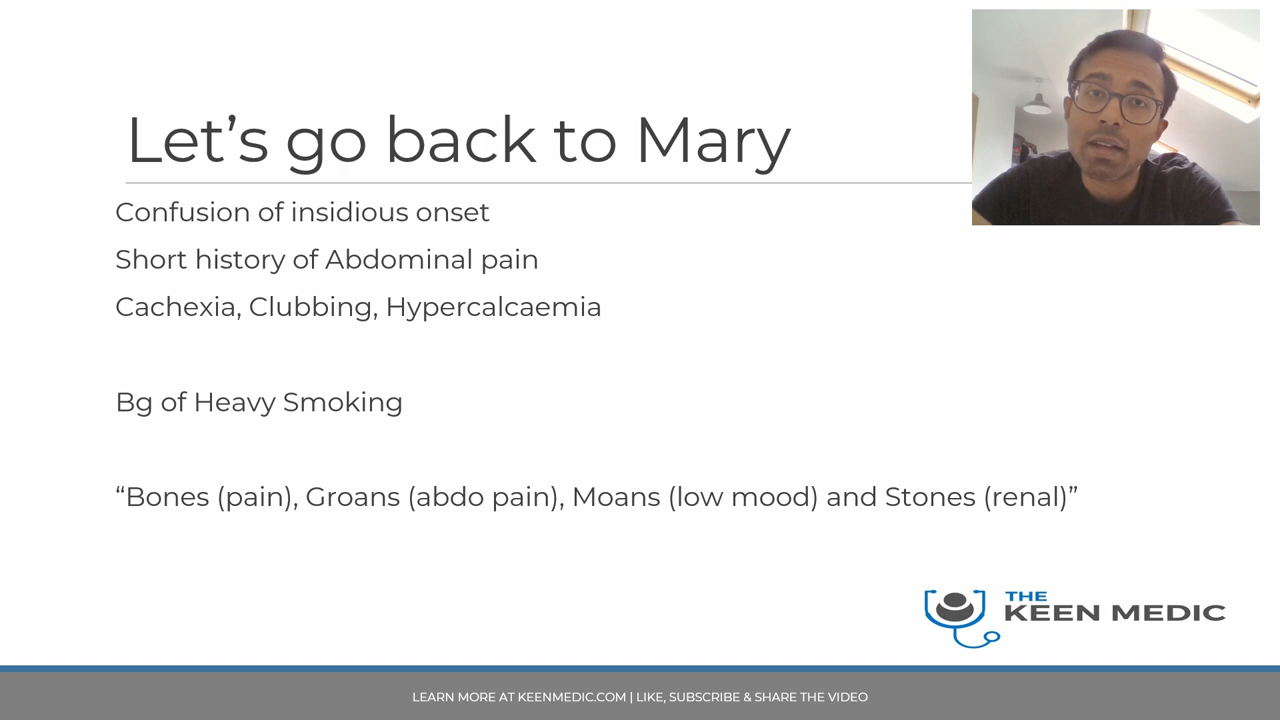 Let’s go back to Mary
Confusion of insidious onset
Short history of Abdominal pain
Cachexia, Clubbing, Hypercalcaemia
Bg of Heavy Smoking
“Bones (pain), Groans (abdo pain), Moans (low mood) and Stones (renal)”
THE
KEEN MEDIC
LEARN MORE AT KEENMEDIC.COM | LIKE, SUBSCRIBE & SHARE THE VIDEO